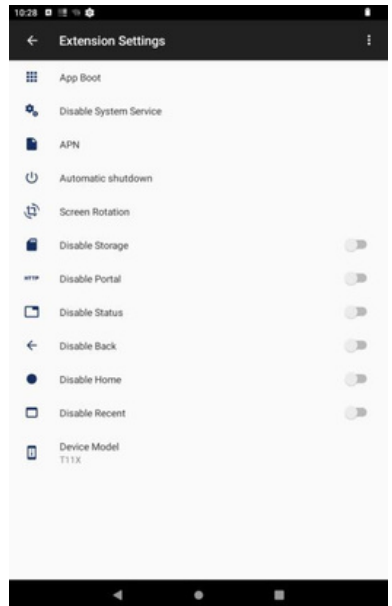 10:28
Extension Settings
App Boot
Disable System Service
APN
Automatic shutdown
Screen Rotation
Disable Storage
HTTP Disable Portal
Disable Status
Disable Back
Disable Home
Disable Recent
Device Model
T11X